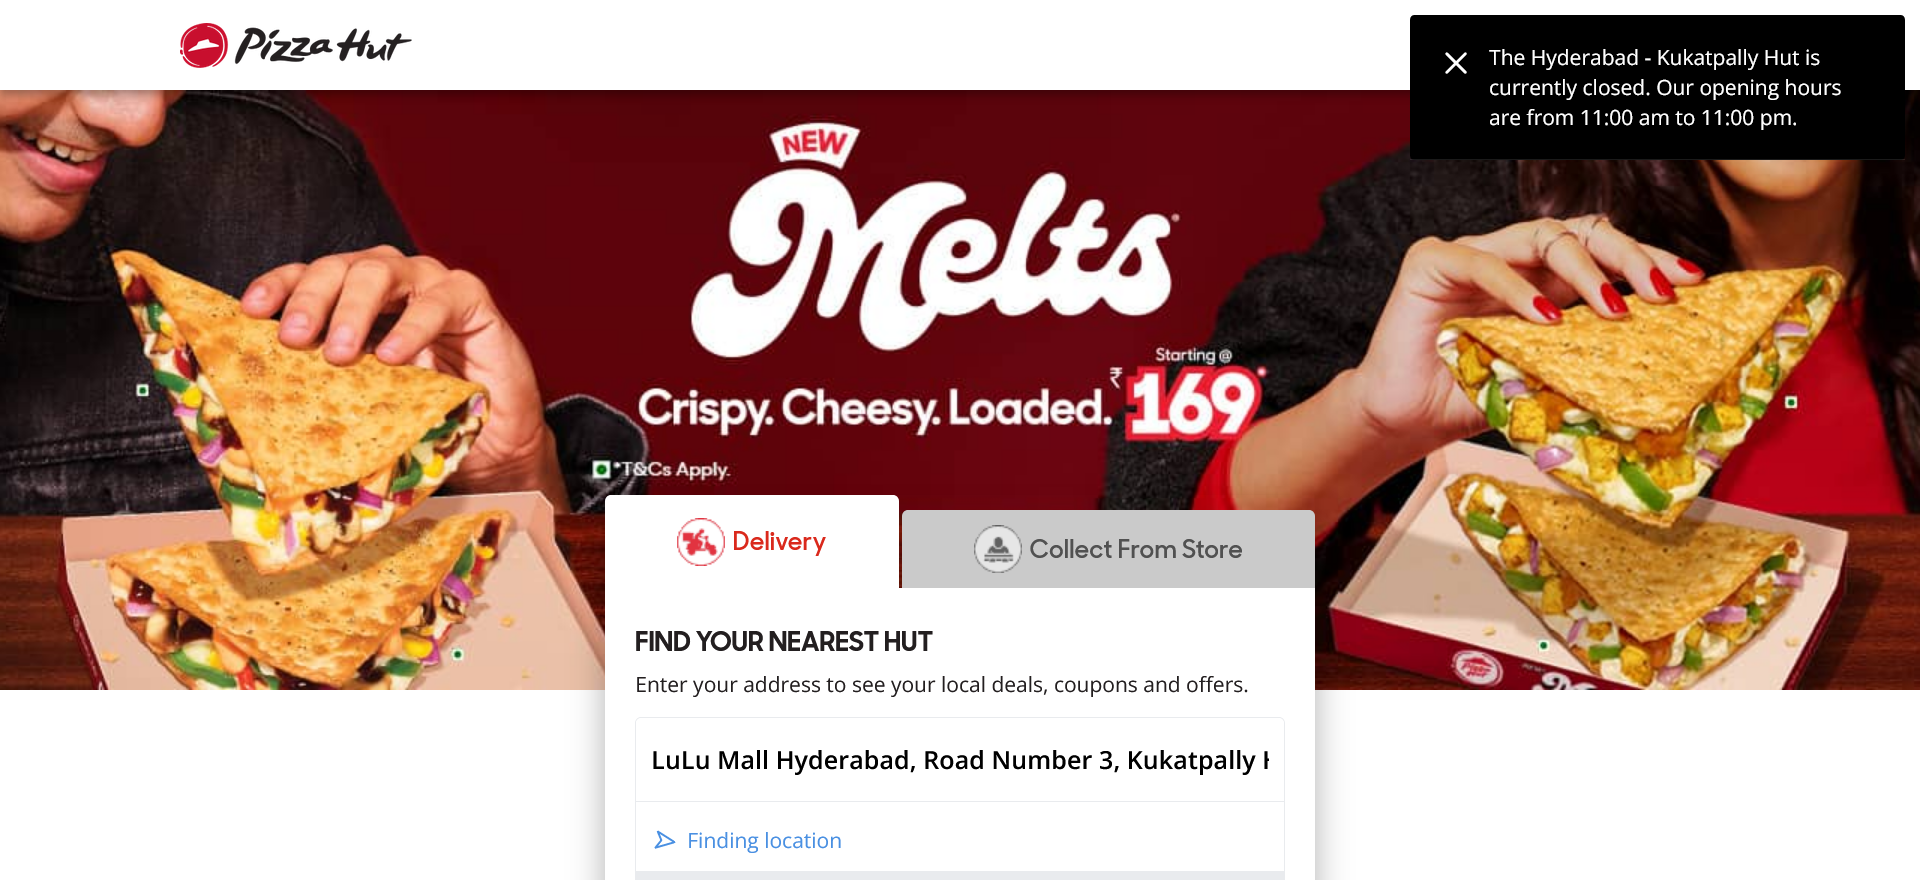 Pizza Hut
The Hyderabad - Kukatpally Hut is
currently closed. Our opening hours
are from 11:00 am to 11:00 pm.
NEW
Melts
Starting @
Crispy. Cheesy. Loaded. ₹169*
*T&Cs Apply.
Delivery
Collect From Store
FIND YOUR NEAREST HUT
Enter your address to see your local deals, coupons and offers.
LuLu Mall Hyderabad, Road Number 3, Kukatpally
Finding location